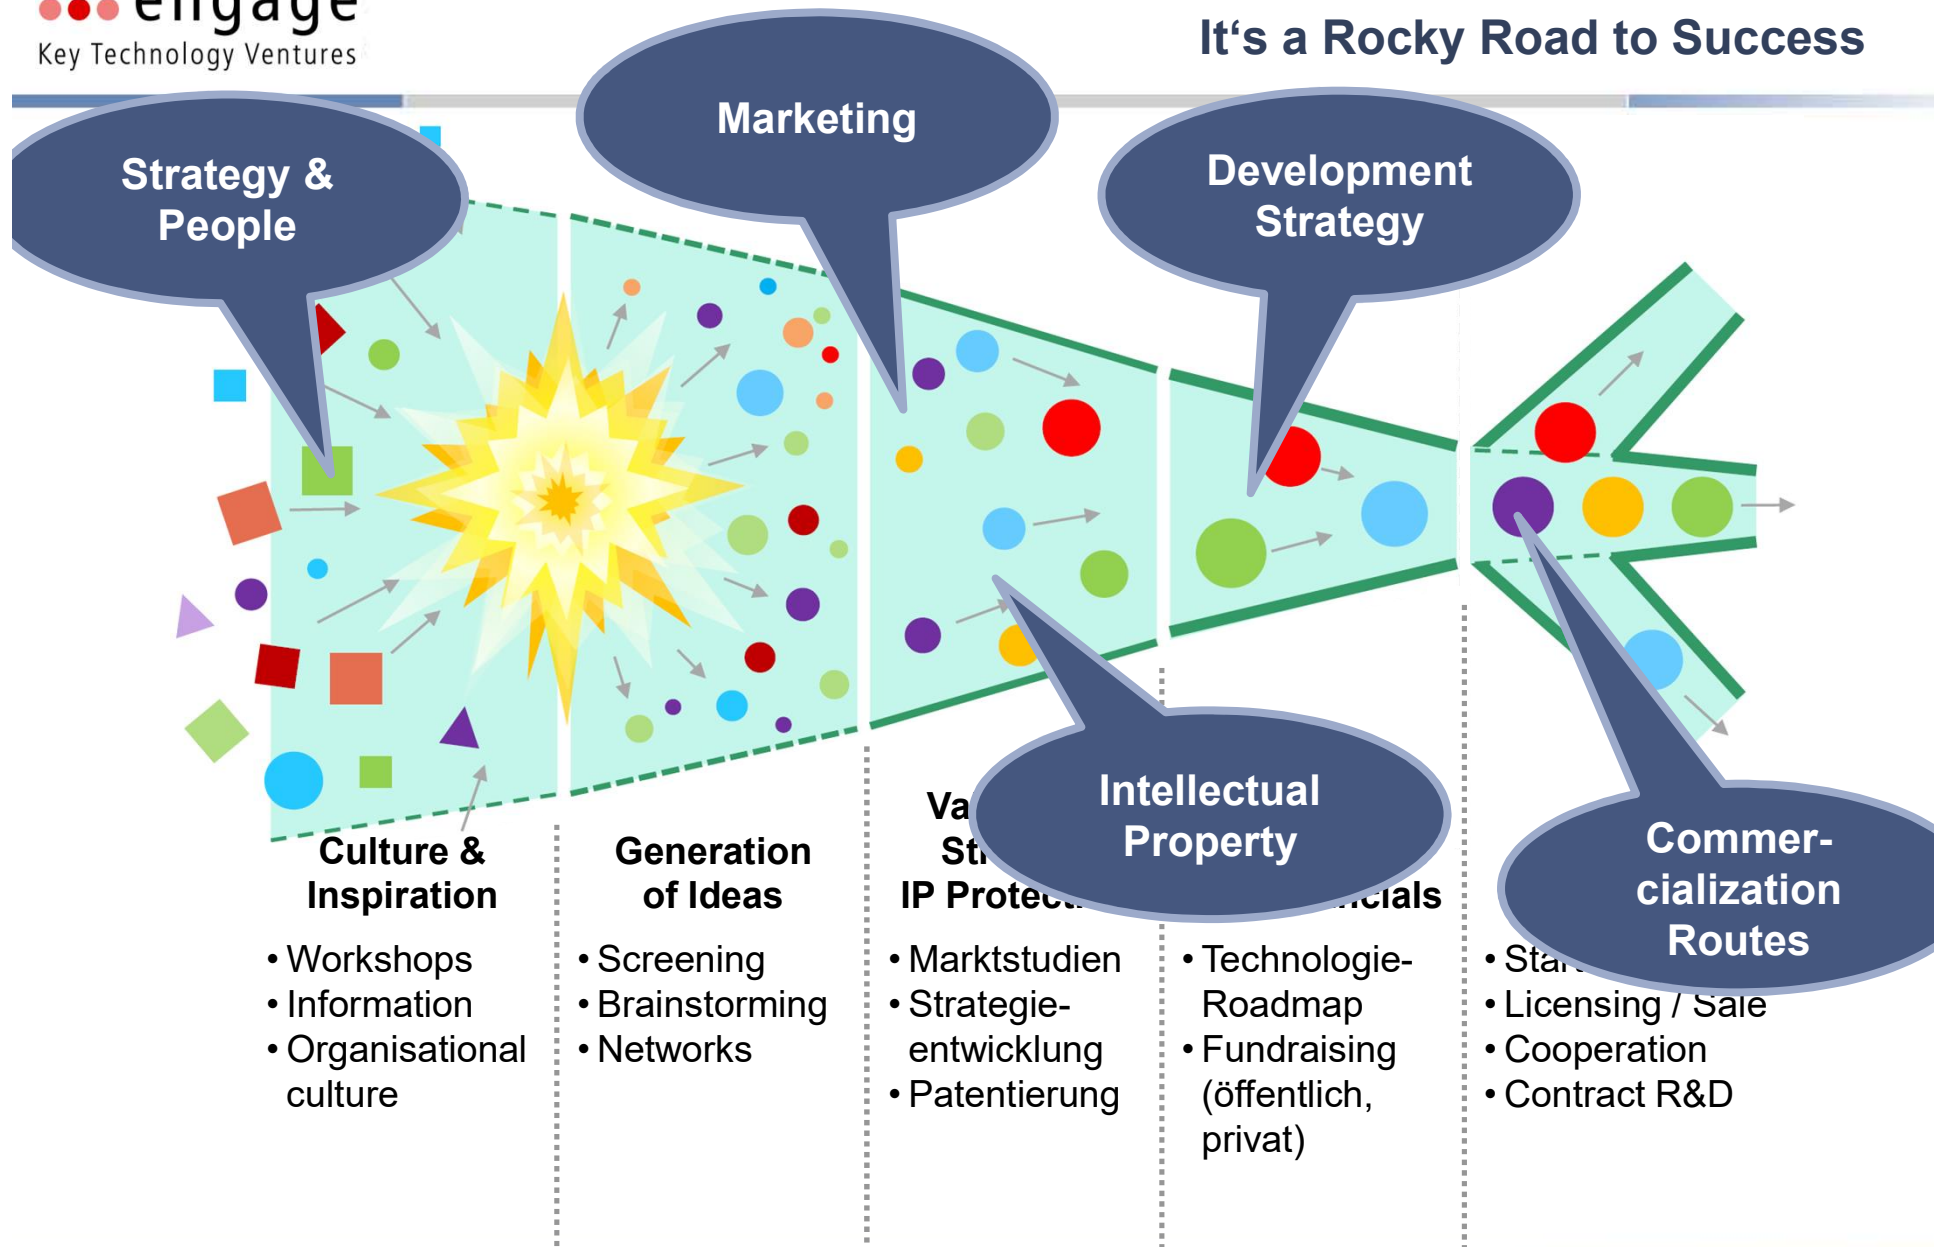 engage
Key Technology Ventures
It‘s a Rocky Road to Success
Strategy &
People
Marketing
Development
Strategy
Intellectual
Property
Commer-
cialization
Routes
Culture &
Inspiration
• Workshops
• Information
• Organisational
culture
Generation
of Ideas
• Screening
• Brainstorming
• Networks
IP
• Marktstudien
• Strategie-
entwicklung
• Patentierung
• Technologie-
Roadmap
• Fundraising
(öffentlich,
privat)
• Licensing / Sale
• Cooperation
• Contract R&D